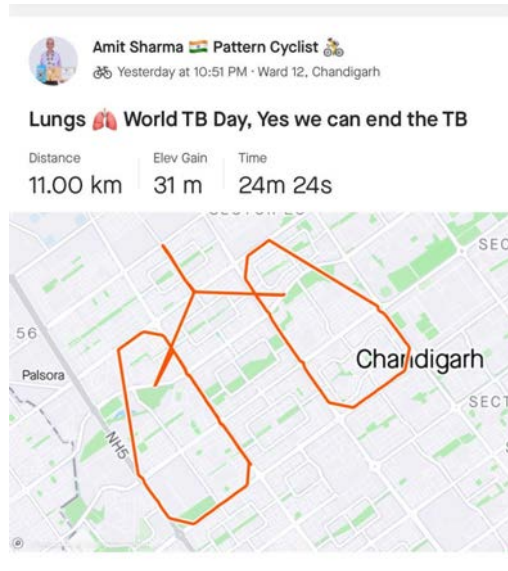 Amit Sharma 🇮🇳 Pattern Cyclist 🚴
Yesterday at 10:51 PM · Ward 12, Chandigarh
Lungs 🫁 World TB Day, Yes we can end the TB
Distance
Elev Gain
Time
11.00 km
31 m
24m 24s
SEC
56
Palsora
Chandigarh
SECT
NH5